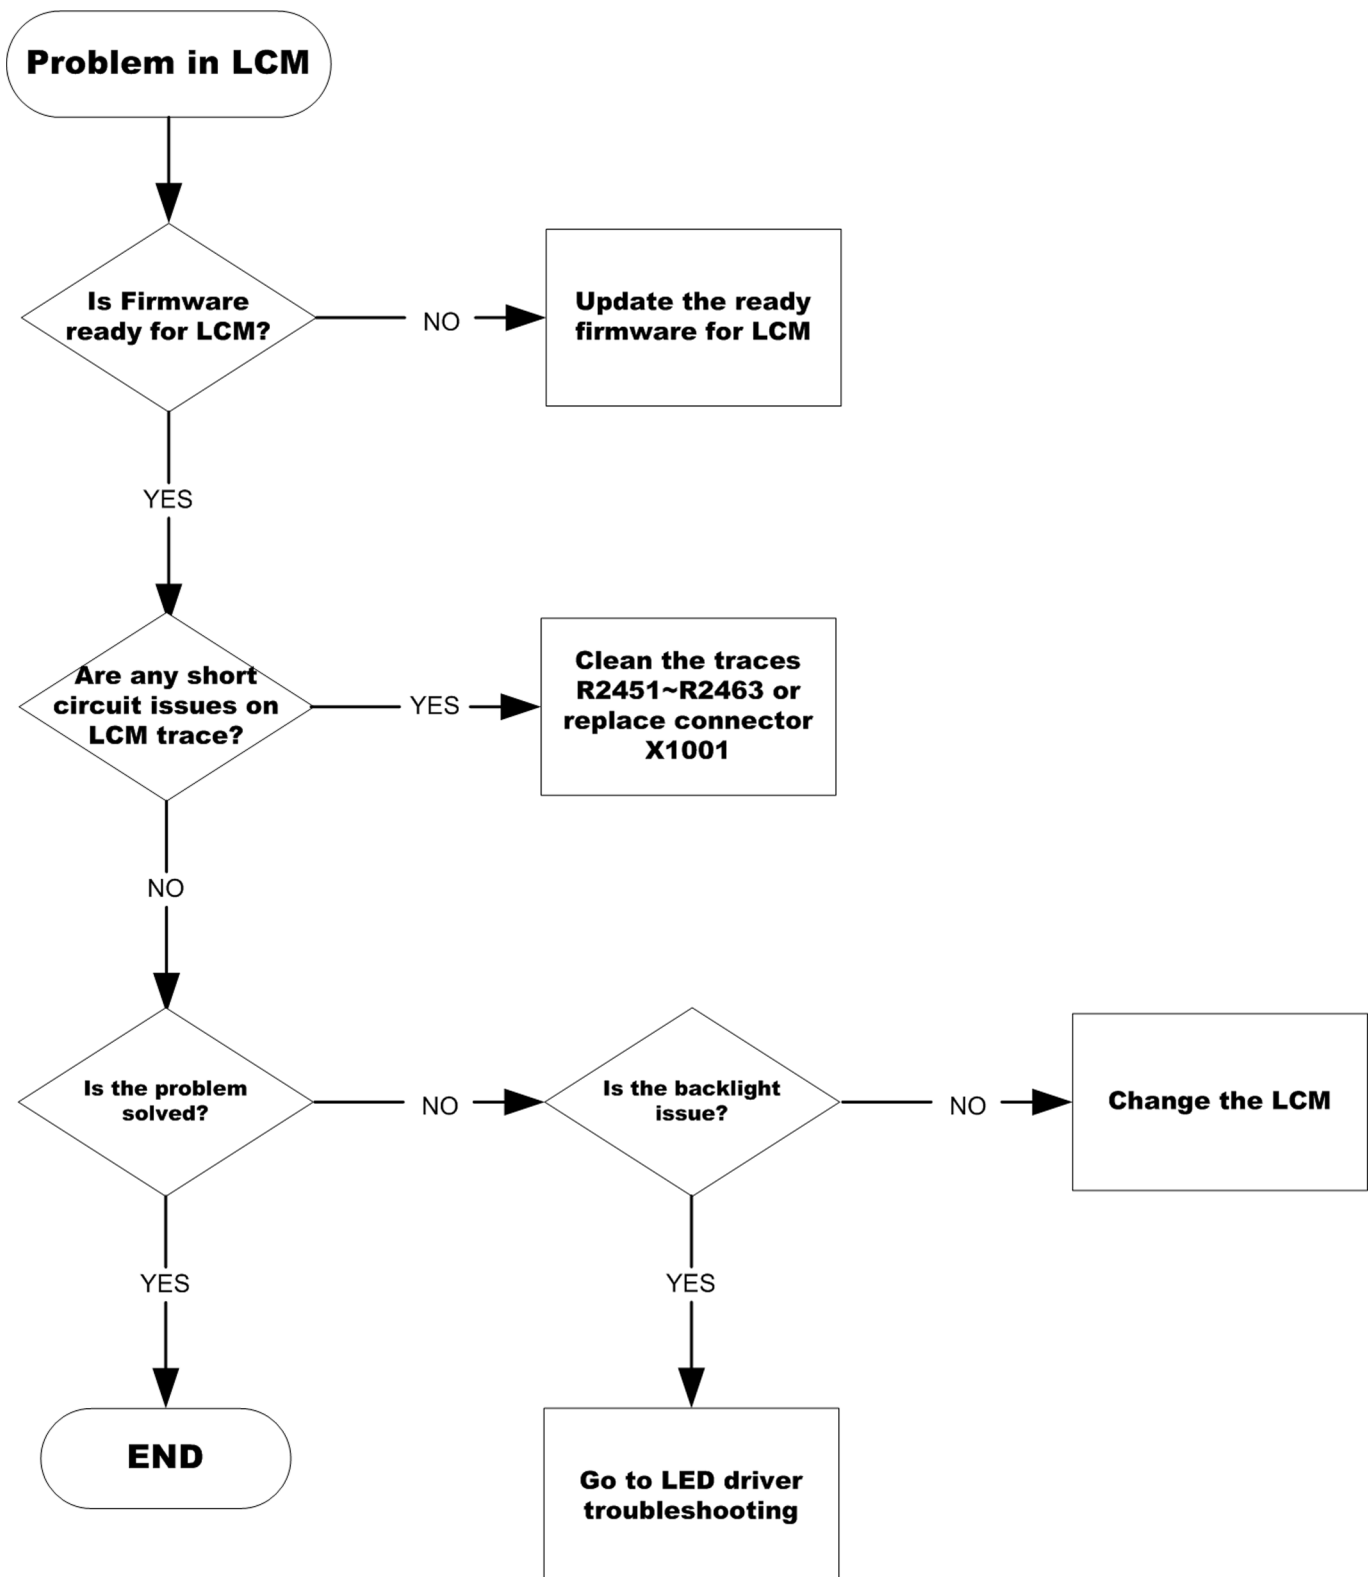 Problem in LCM
Is Firmware
ready for LCM?
NO
Update the ready
firmware for LCM
YES
Are any short
circuit issues on
LCM trace?
YES
Clean the traces
R2451~R2463 or
replace connector
X1001
NO
Is the problem
solved?
NO
Is the backlight
issue?
NO
Change the LCM
YES
YES
END
Go to LED driver
troubleshooting